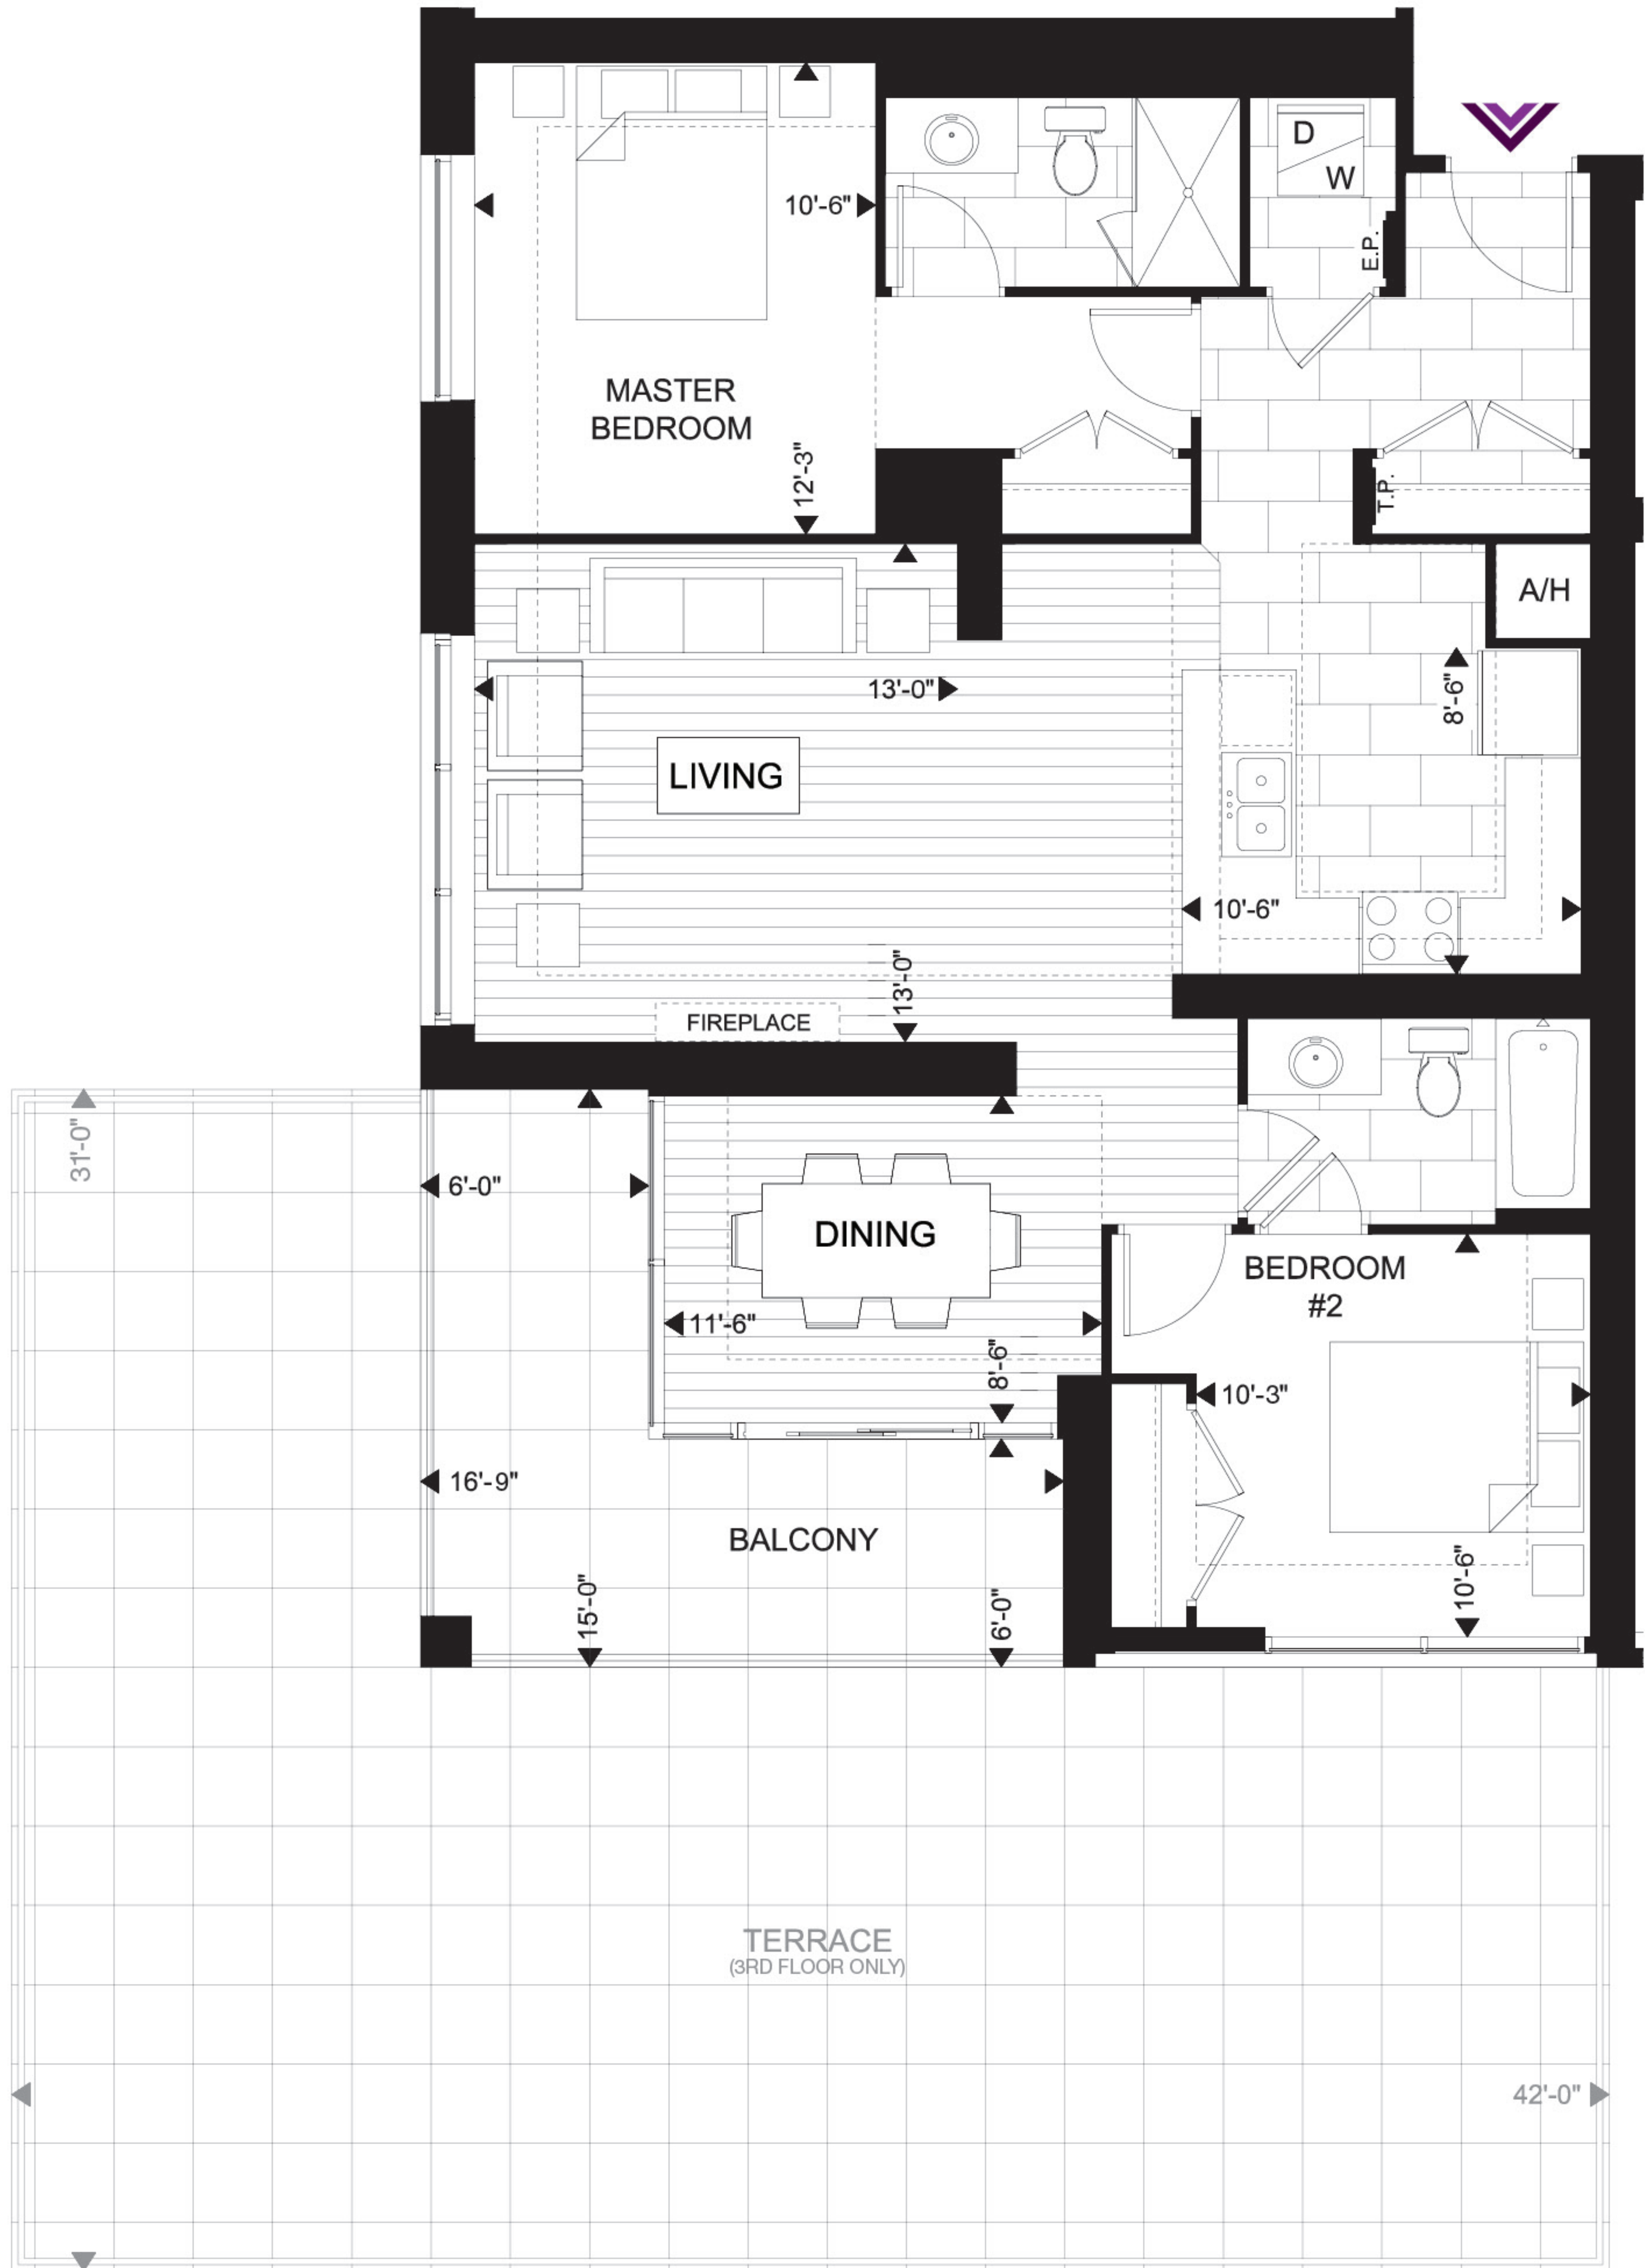 D
W
E.P.
10'-6"
MASTER
BEDROOM
12'-3"
T.P.
A/H
13'-0"
8'-6"
LIVING
10'-6"
13'-0"
FIREPLACE
31'-0"
6'-0"
DINING
BEDROOM
#2
11'-6"
8'-6"
10'-3"
16'-9"
BALCONY
15'-0"
6'-0"
10'-6"
TERRACE
(3RD FLOOR ONLY)
42'-0"